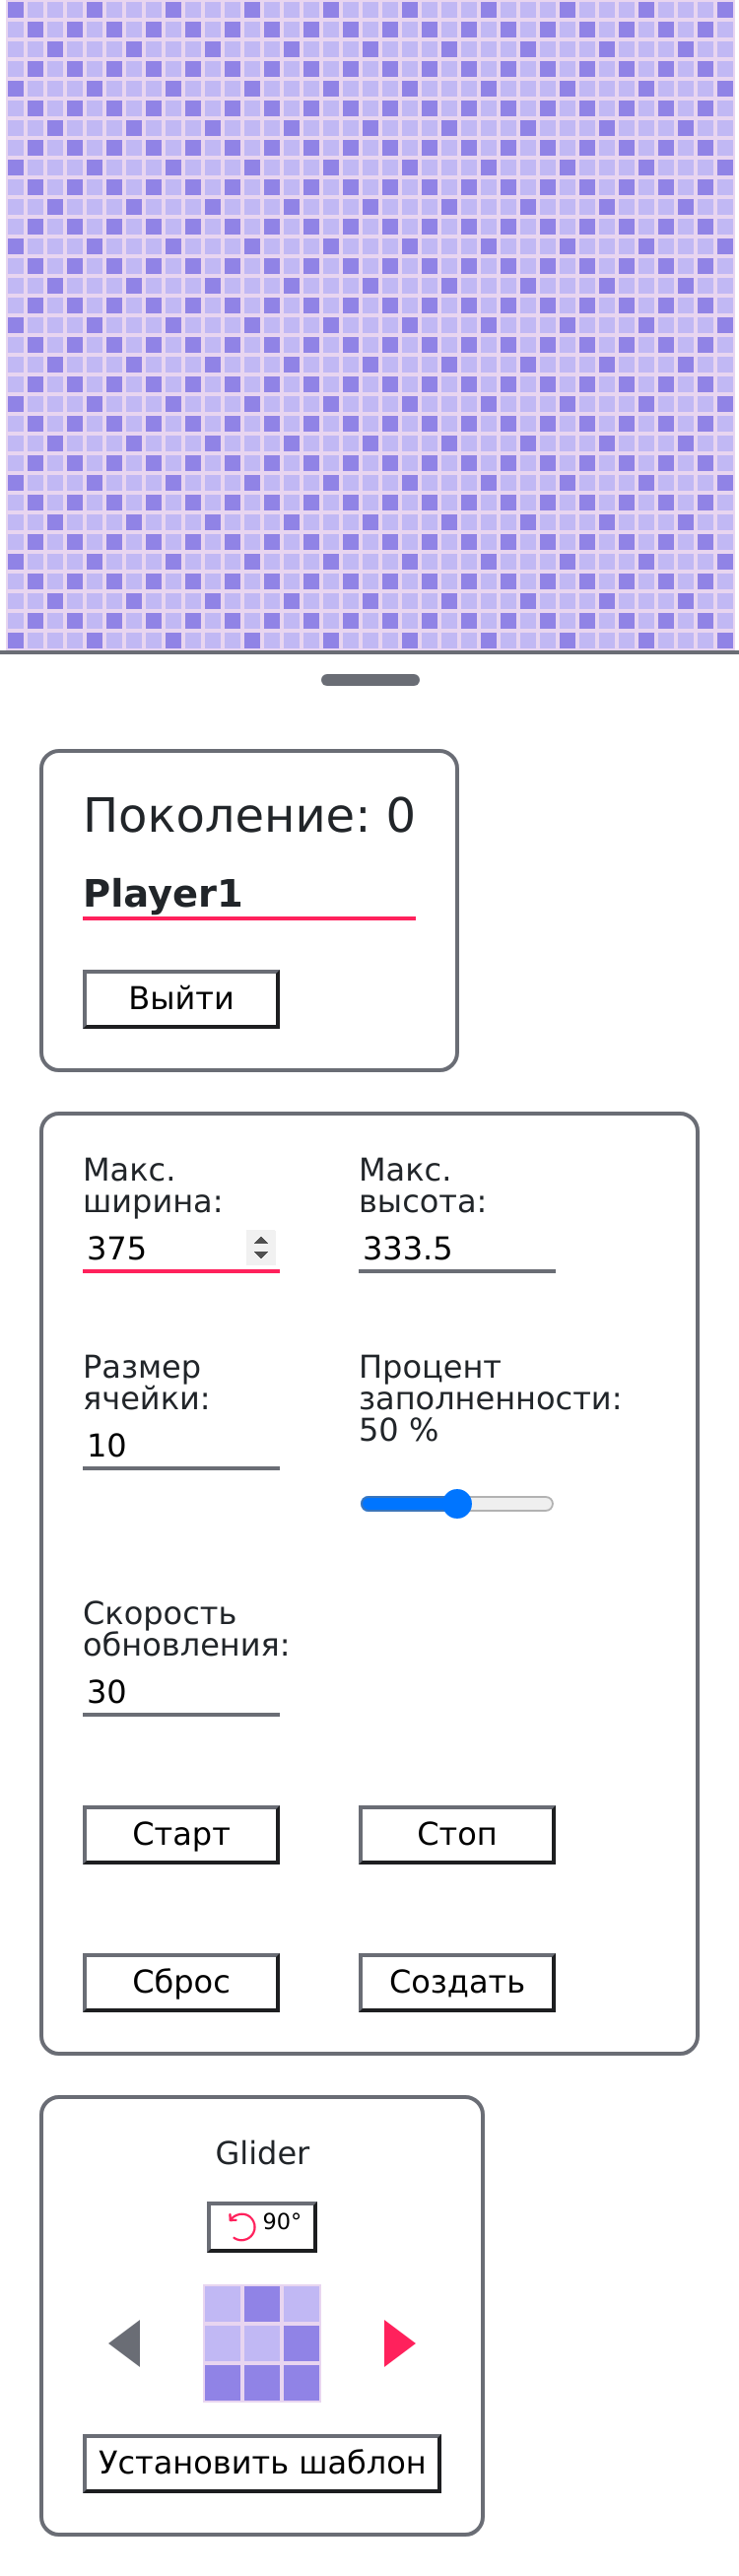 Поколение: 0
Player1
Выйти
Макс.
ширина:
375
Макс.
высота:
333.5
Размер
ячейки:
10
Процент
заполненности:
50 %
Скорость
обновления:
30
Старт
Стоп
Сброс
Создать
Glider
90°
Установить шаблон